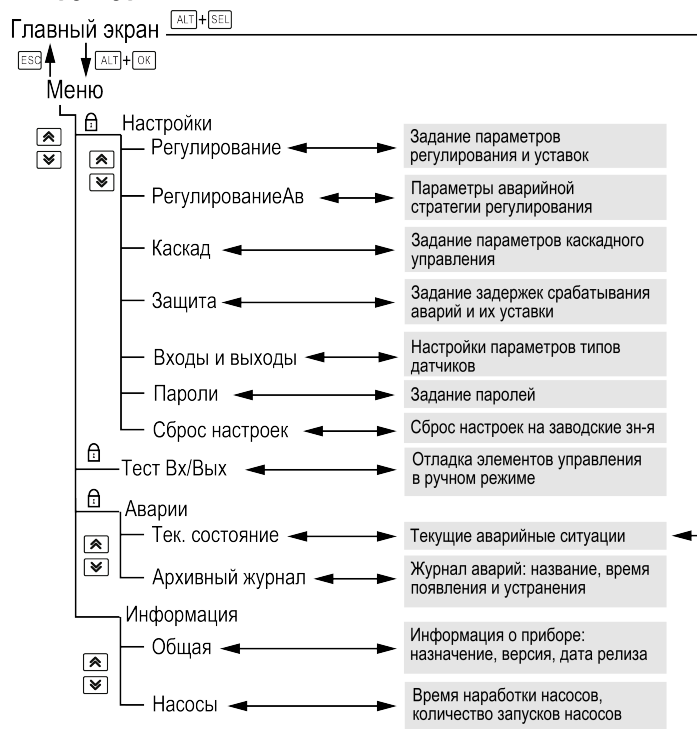 Главный экран ALT+SEL
ESC ALT+OK
Меню
Настройки
Регулирование
Задание параметров
регулирования и уставок
РегулированиеАв
Параметры аварийной
стратегии регулирования
Каскад
Задание параметров каскадного
управления
Защита
Задание задержек срабатывания
аварий и их уставки
Входы и выходы
Настройки параметров типов
датчиков
Пароли
Задание паролей
Сброс настроек
Сброс настроек на заводские зн-я
Тест Вх/Вых
Отладка элементов управления
в ручном режиме
Аварии
Тек. состояние
Текущие аварийные ситуации
Архивный журнал
Журнал аварий: название, время
появления и устранения
Информация
Общая
Информация о приборе:
назначение, версия, дата релиза
Насосы
Время наработки насосов,
количество запусков насосов